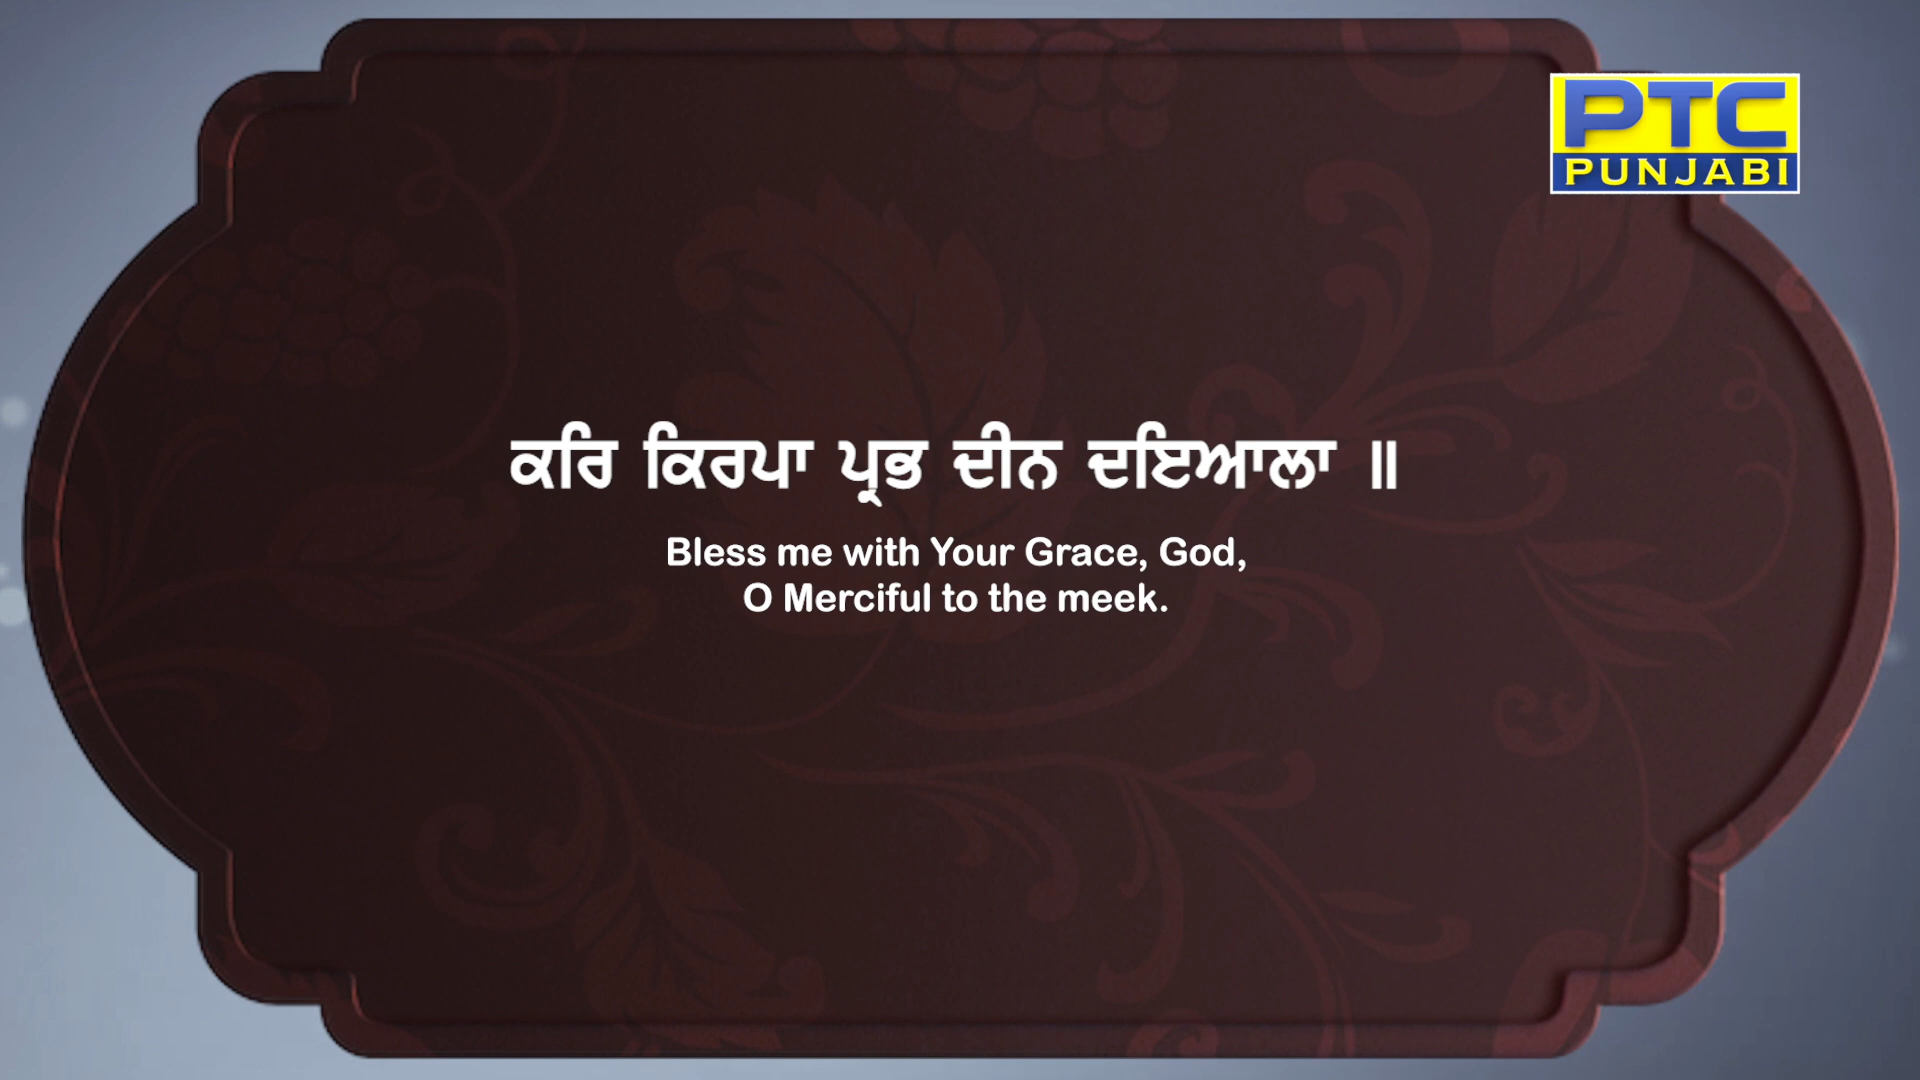 PTC
PUNJABI
ਕਰਿ ਕਿਰਪਾ ਪ੍ਰਭ ਦੀਨ ਦਇਆਲਾ ॥
Bless me with Your Grace, God,
O Merciful to the meek.